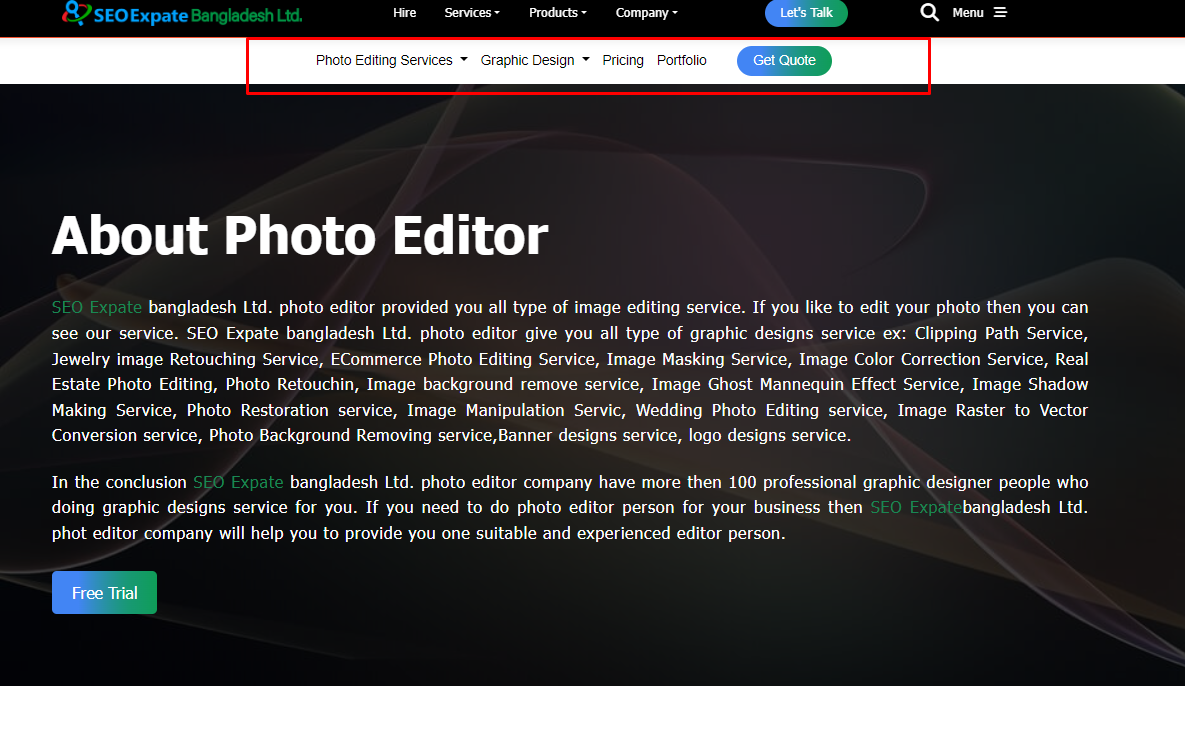 SEO Expate Bangladesh Ltd.
Hire Services Products Company Let's Talk Menu
Photo Editing Services Graphic Design Pricing Portfolio Get Quote
About Photo Editor
SEO Expate bangladesh Ltd. photo editor provided you all type of image editing service. If you like to edit your photo then you can
see our service. SEO Expate bangladesh Ltd. photo editor give you all type of graphic designs service ex: Clipping Path Service,
Jewelry image Retouching Service, ECommerce Photo Editing Service, Image Masking Service, Image Color Correction Service, Real
Estate Photo Editing, Photo Retouchin, Image background remove service, Image Ghost Mannequin Effect Service, Image Shadow
Making Service, Photo Restoration service, Image Manipulation Servic, Wedding Photo Editing service, Image Raster to Vector
Conversion service, Photo Background Removing service,Banner designs service, logo designs service.
In the conclusion SEO Expate bangladesh Ltd. photo editor company have more then 100 professional graphic designer people who
doing graphic designs service for you. If you need to do photo editor person for your business then SEO Expatebangladesh Ltd.
phot editor company will help you to provide you one suitable and experienced editor person.
Free Trial